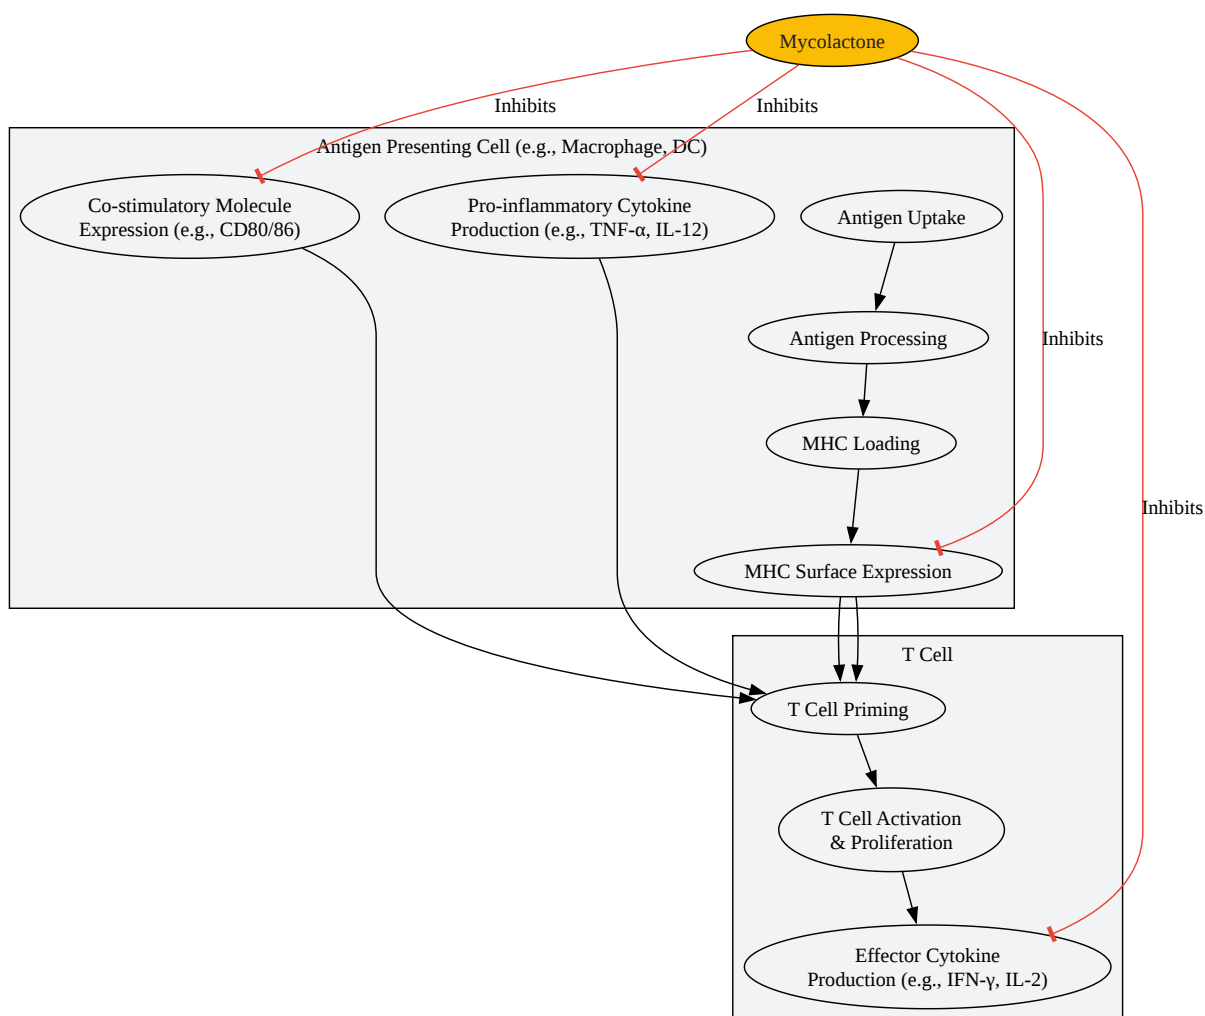 Mycolactone
Inhibits
Inhibits
Antigen Presenting Cell (e.g., Macrophage, DC)
Co-stimulatory Molecule
Expression (e.g., CD80/86)
Pro-inflammatory Cytokine
Production (e.g., TNF-α, IL-12)
Antigen Uptake
Antigen Processing
Inhibits
MHC Loading
Inhibits
MHC Surface Expression
T Cell
T Cell Priming
T Cell Activation
& Proliferation
Effector Cytokine
Production (e.g., IFN-γ, IL-2)